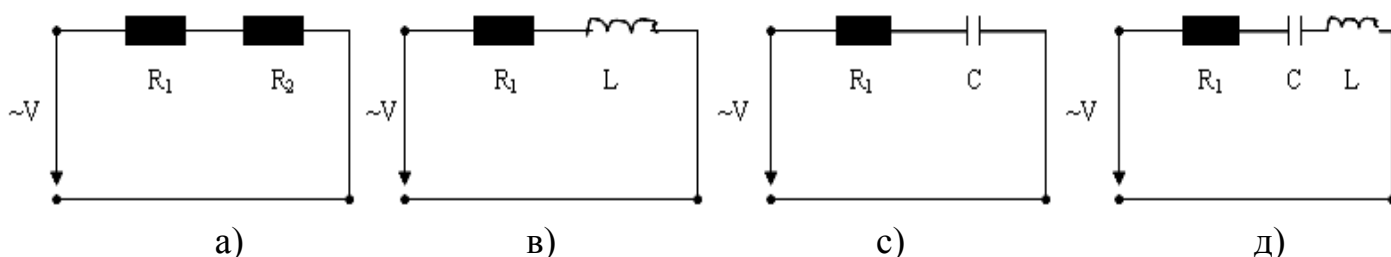 R₁ R₂ R₁ L R₁ C R₁ C L
~V ~V ~V ~V
а) в) с) д)